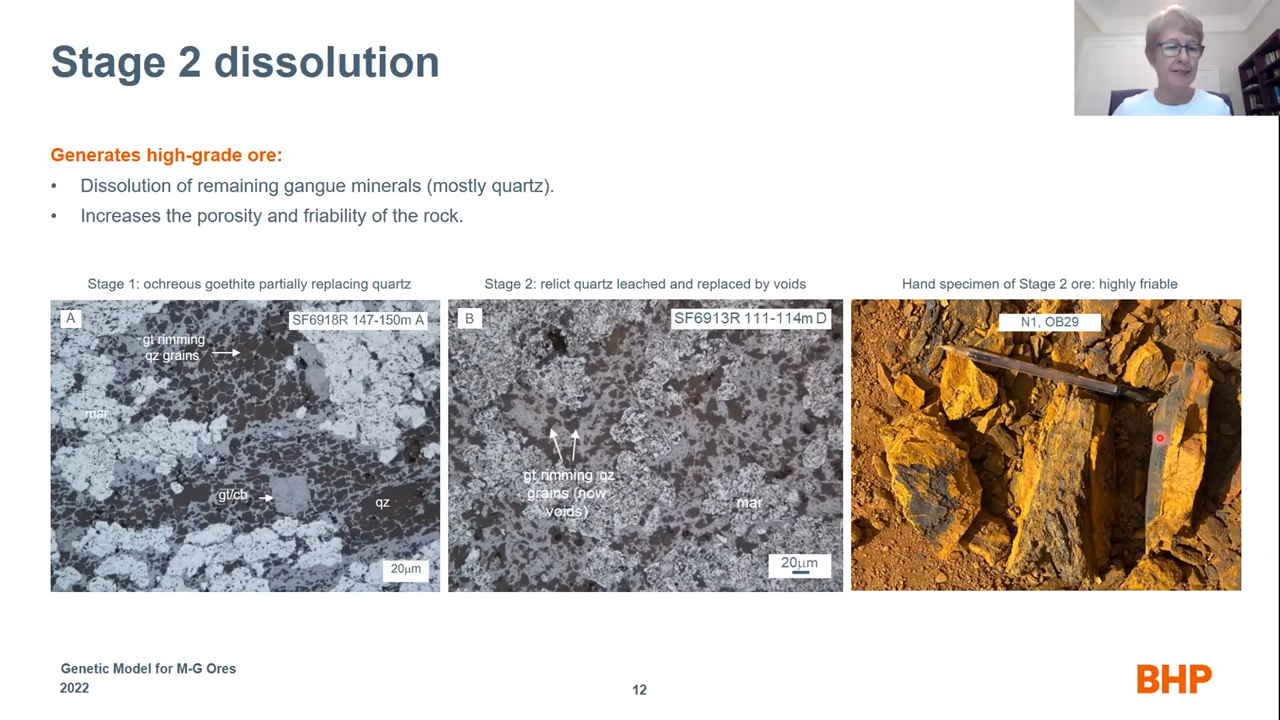 Stage 2 dissolution
Generates high-grade ore:
• Dissolution of remaining gangue minerals (mostly quartz).
• Increases the porosity and friability of the rock.
Stage 1: ochreous goethite partially replacing quartz
A
SF6918R 147-150m A
gt rimming
qz grains
mar
gt/cb
qz
20µm
Stage 2: relict quartz leached and replaced by voids
B
SF6913R 111-114m D
gt rimming qz
grains (now
voids)
mar
20µm
Hand specimen of Stage 2 ore: highly friable
N1, OB29
Genetic Model for M-G Ores
2022
12
BHP